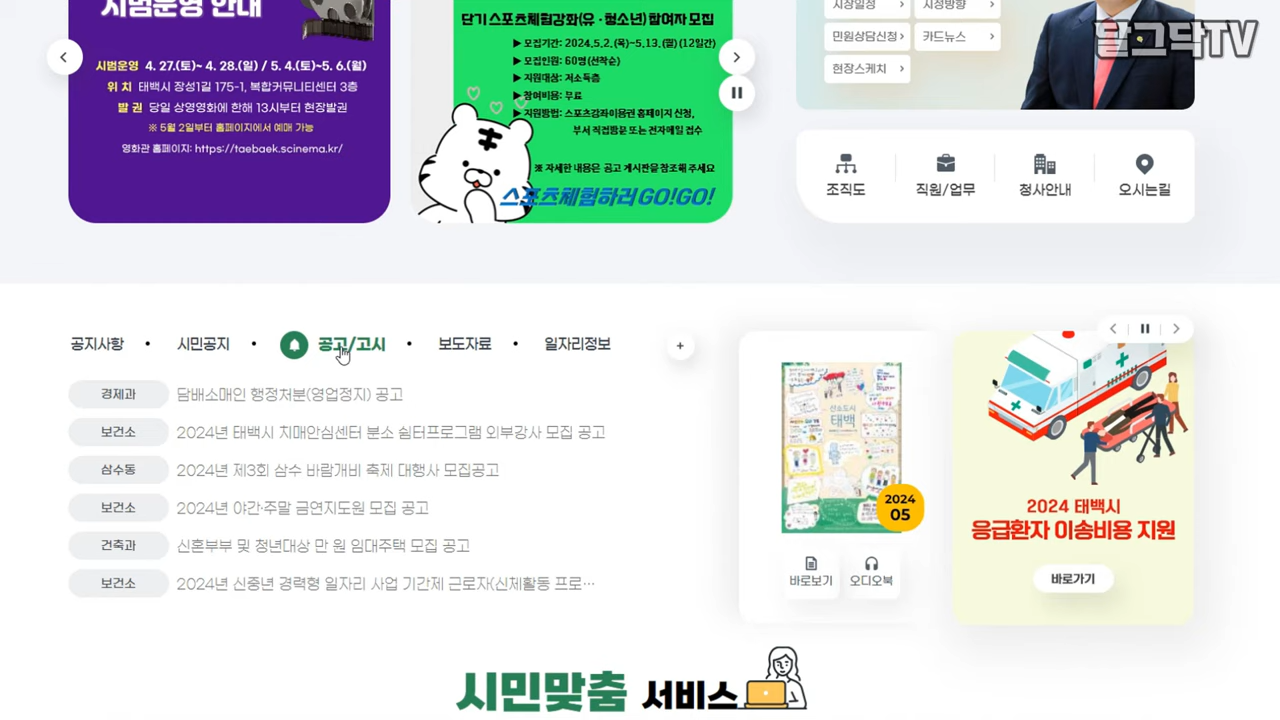 시범운영 안내
시범운영 4. 27.(토)~ 4. 28.(일) / 5. 4.(토)~5. 6.(월)
위 치 태백시 장성1길 175-1, 복합커뮤니티센터 3층
발 권 당일 상영영화에 한해 13시부터 현장발권
※ 5월 2일부터 홈페이지에서 예매 가능
영화관 홈페이지: https://taebaek.scinema.kr/
단기 스포츠체험강좌(유·청소년) 참여자 모집
▶ 모집기간: 2024.5.2.(목)~5.13.(월)(12일간)
▶ 모집인원: 60명(선착순)
▶ 지원대상: 저소득층
▶ 참여비용: 무료
▶ 지원방법: 스포츠강좌이용권 홈페이지 신청,
부서 직접방문 또는 전자메일 접수
※ 자세한 내용은 공고 게시판을 참조해 주세요
스포츠체험하러 GO!GO!
시장일정 > 시정방향 >
민원상담신청 > 카드뉴스 >
현장스케치 >
달그닥TV
조직도 직원/업무 청사안내 오시는길
공지사항 • 시민공지 • 공고/고시 • 보도자료 • 일자리정보 +
경제과 담배소매인 행정처분(영업정지) 공고
보건소 2024년 태백시 치매안심센터 분소 쉼터프로그램 외부강사 모집 공고
삼수동 2024년 제3회 삼수 바람개비 축제 대행사 모집공고
보건소 2024년 야간·주말 금연지도원 모집 공고
건축과 신혼부부 및 청년대상 만 원 임대주택 모집 공고
보건소 2024년 신중년 경력형 일자리 사업 기간제 근로자(신체활동 프로…
산소도시
태백
2024
05
바로보기 오디오북
2024 태백시
응급환자 이송비용 지원
바로가기
시민맞춤 서비스